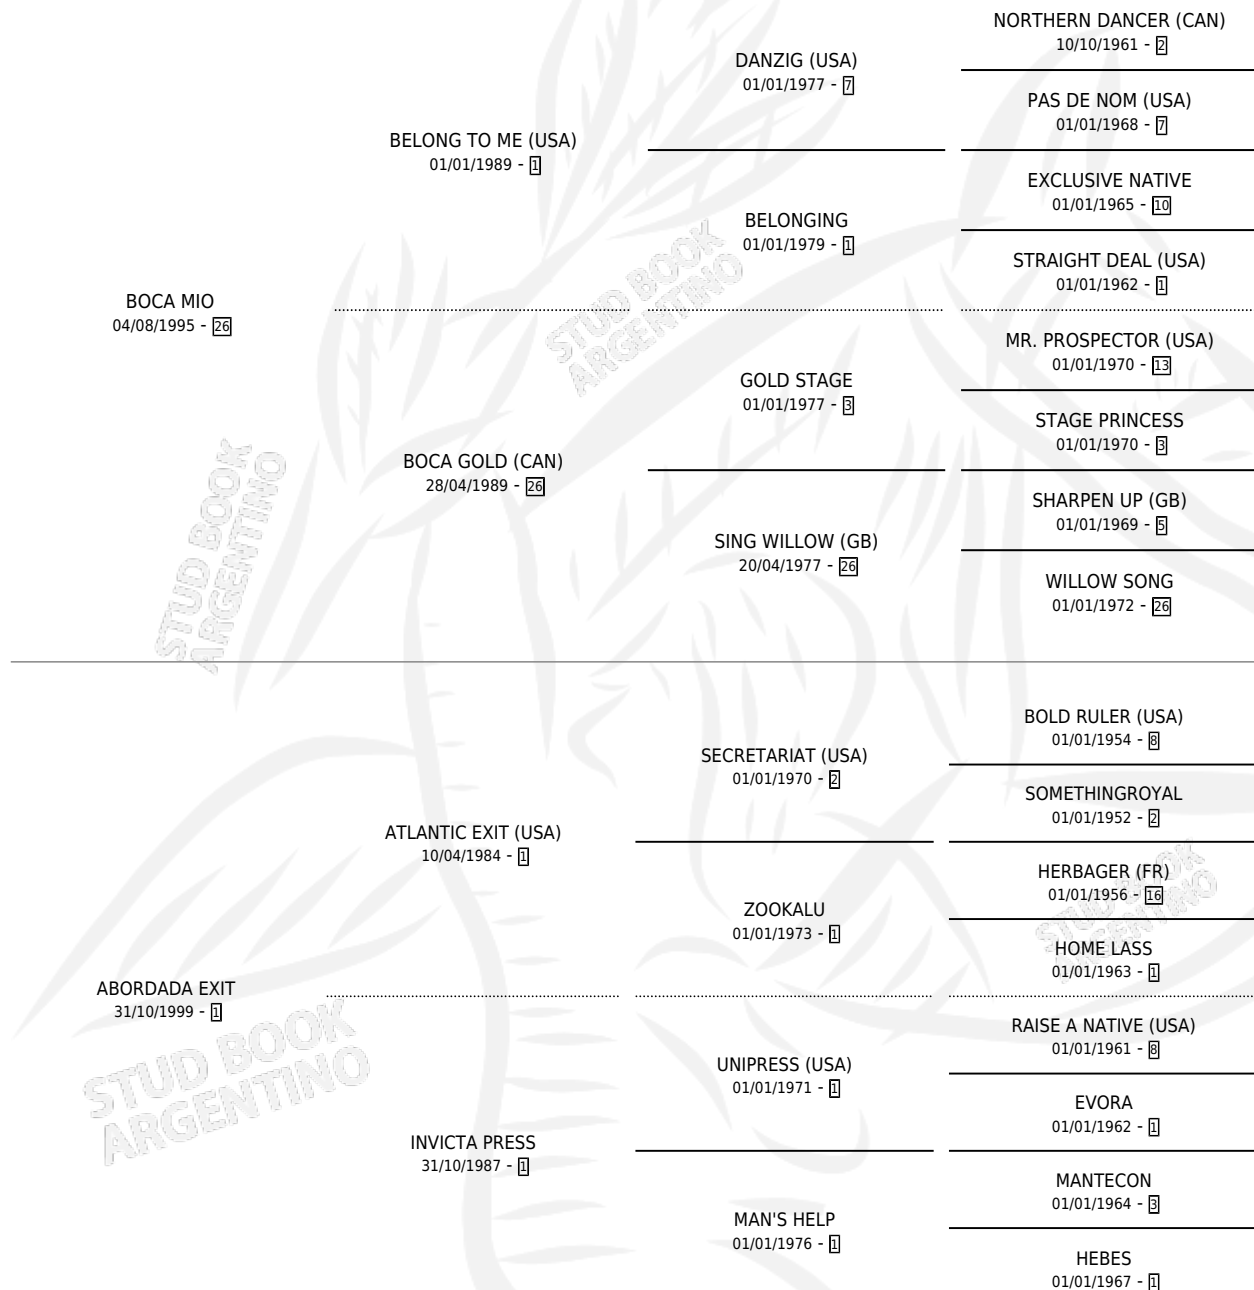 NORTHERN DANCER (CAN)
10/10/1961 - 2
DANZIG (USA)
01/01/1977 - 7
PAS DE NOM (USA)
01/01/1968 - 7
BELONG TO ME (USA)
01/01/1989 - 1
EXCLUSIVE NATIVE
01/01/1965 - 10
BELONGING
01/01/1979 - 1
STRAIGHT DEAL (USA)
01/01/1962 - 1
BOCA MIO
04/08/1995 - 26
MR. PROSPECTOR (USA)
01/01/1970 - 13
GOLD STAGE
01/01/1977 - 3
STAGE PRINCESS
01/01/1970 - 3
BOCA GOLD (CAN)
28/04/1989 - 26
SHARPEN UP (GB)
01/01/1969 - 5
SING WILLOW (GB)
20/04/1977 - 26
WILLOW SONG
01/01/1972 - 26
BOLD RULER (USA)
01/01/1954 - 8
SECRETARIAT (USA)
01/01/1970 - 2
SOMETHINGROYAL
01/01/1952 - 2
ATLANTIC EXIT (USA)
10/04/1984 - 1
HERBAGER (FR)
01/01/1956 - 16
ZOOKALU
01/01/1973 - 1
HOME LASS
01/01/1963 - 1
ABORDADA EXIT
31/10/1999 - 1
RAISE A NATIVE (USA)
01/01/1961 - 8
UNIPRESS (USA)
01/01/1971 - 1
EVORA
01/01/1962 - 1
INVICTA PRESS
31/10/1987 - 1
MANTECON
01/01/1964 - 3
MAN'S HELP
01/01/1976 - 1
HEBES
01/01/1967 - 1
STUD BOOK
ARGENTINO
STUD BOOK
ARGENTINO
STUD BOOK
ARGENTINO
STUD BOOK
ARGENTINO